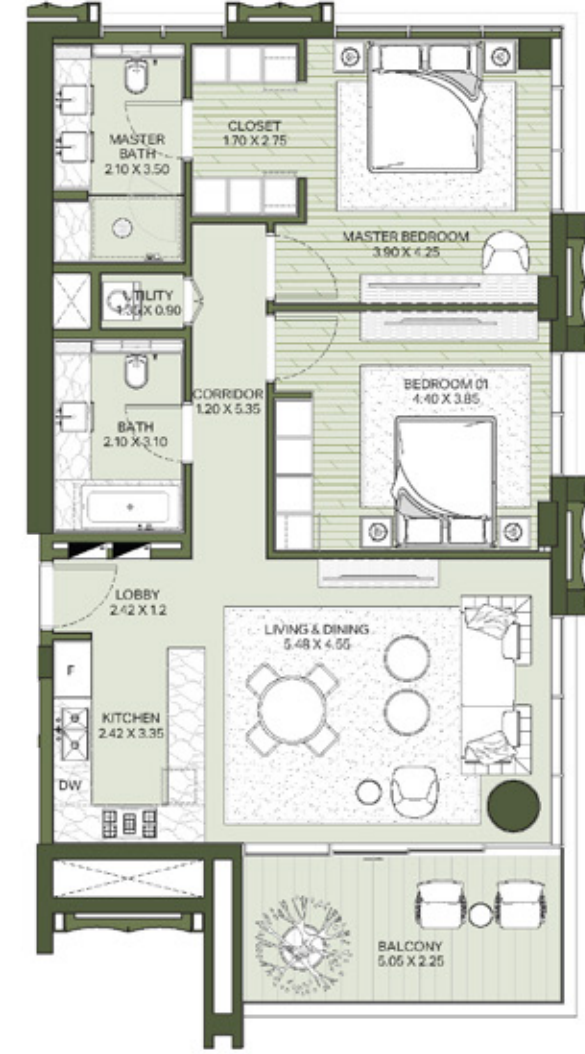 MASTER
BATH
2.10 X 3.50
CLOSET
1.70 X 2.75
MASTER BEDROOM
3.90 X 4.25
UTILITY
1.35 X 0.90
CORRIDOR
1.20 X 5.35
BEDROOM 01
4.40 X 3.85
BATH
2.10 X 3.10
LOBBY
2.42 X 1.2
LIVING & DINING
5.48 X 4.55
F
KITCHEN
2.42 X 3.35
DW
BALCONY
5.05 X 2.25